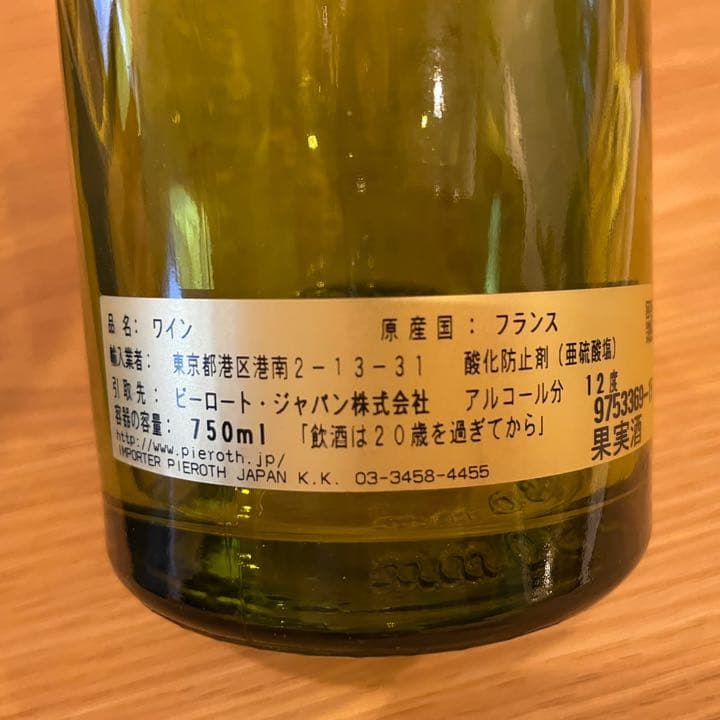 品 名: ワイン 原 産 国 : フランス
輸入業者: 東京都港区港南2-13-31 酸化防止剤 (亜硫酸塩)
引 取 先 : ピーロート・ジャパン株式会社 アルコール分 12度
容器の容量: 750ml 「飲酒は20歳を過ぎてから」
9753369-1
果実酒
http://www.pieroth.jp/
IMPORTER PIEROTH JAPAN K.K. 03-3458-4455